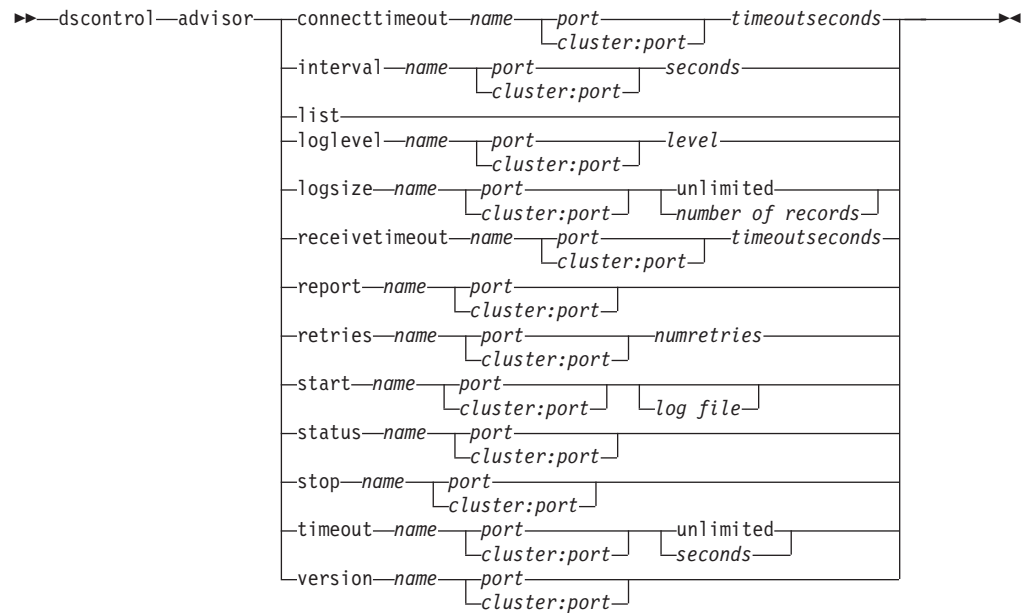 dscontrol advisor connecttimeout name port timeoutseconds
cluster:port
interval name port seconds
cluster:port
list
loglevel name port level
cluster:port
logsize name port unlimited
cluster:port number of records
receivetimeout name port timeoutseconds
cluster:port
report name port
cluster:port
retries name port numretries
cluster:port
start name port
cluster:port log file
status name port
cluster:port
stop name port
cluster:port
timeout name port unlimited
cluster:port seconds
version name port
cluster:port